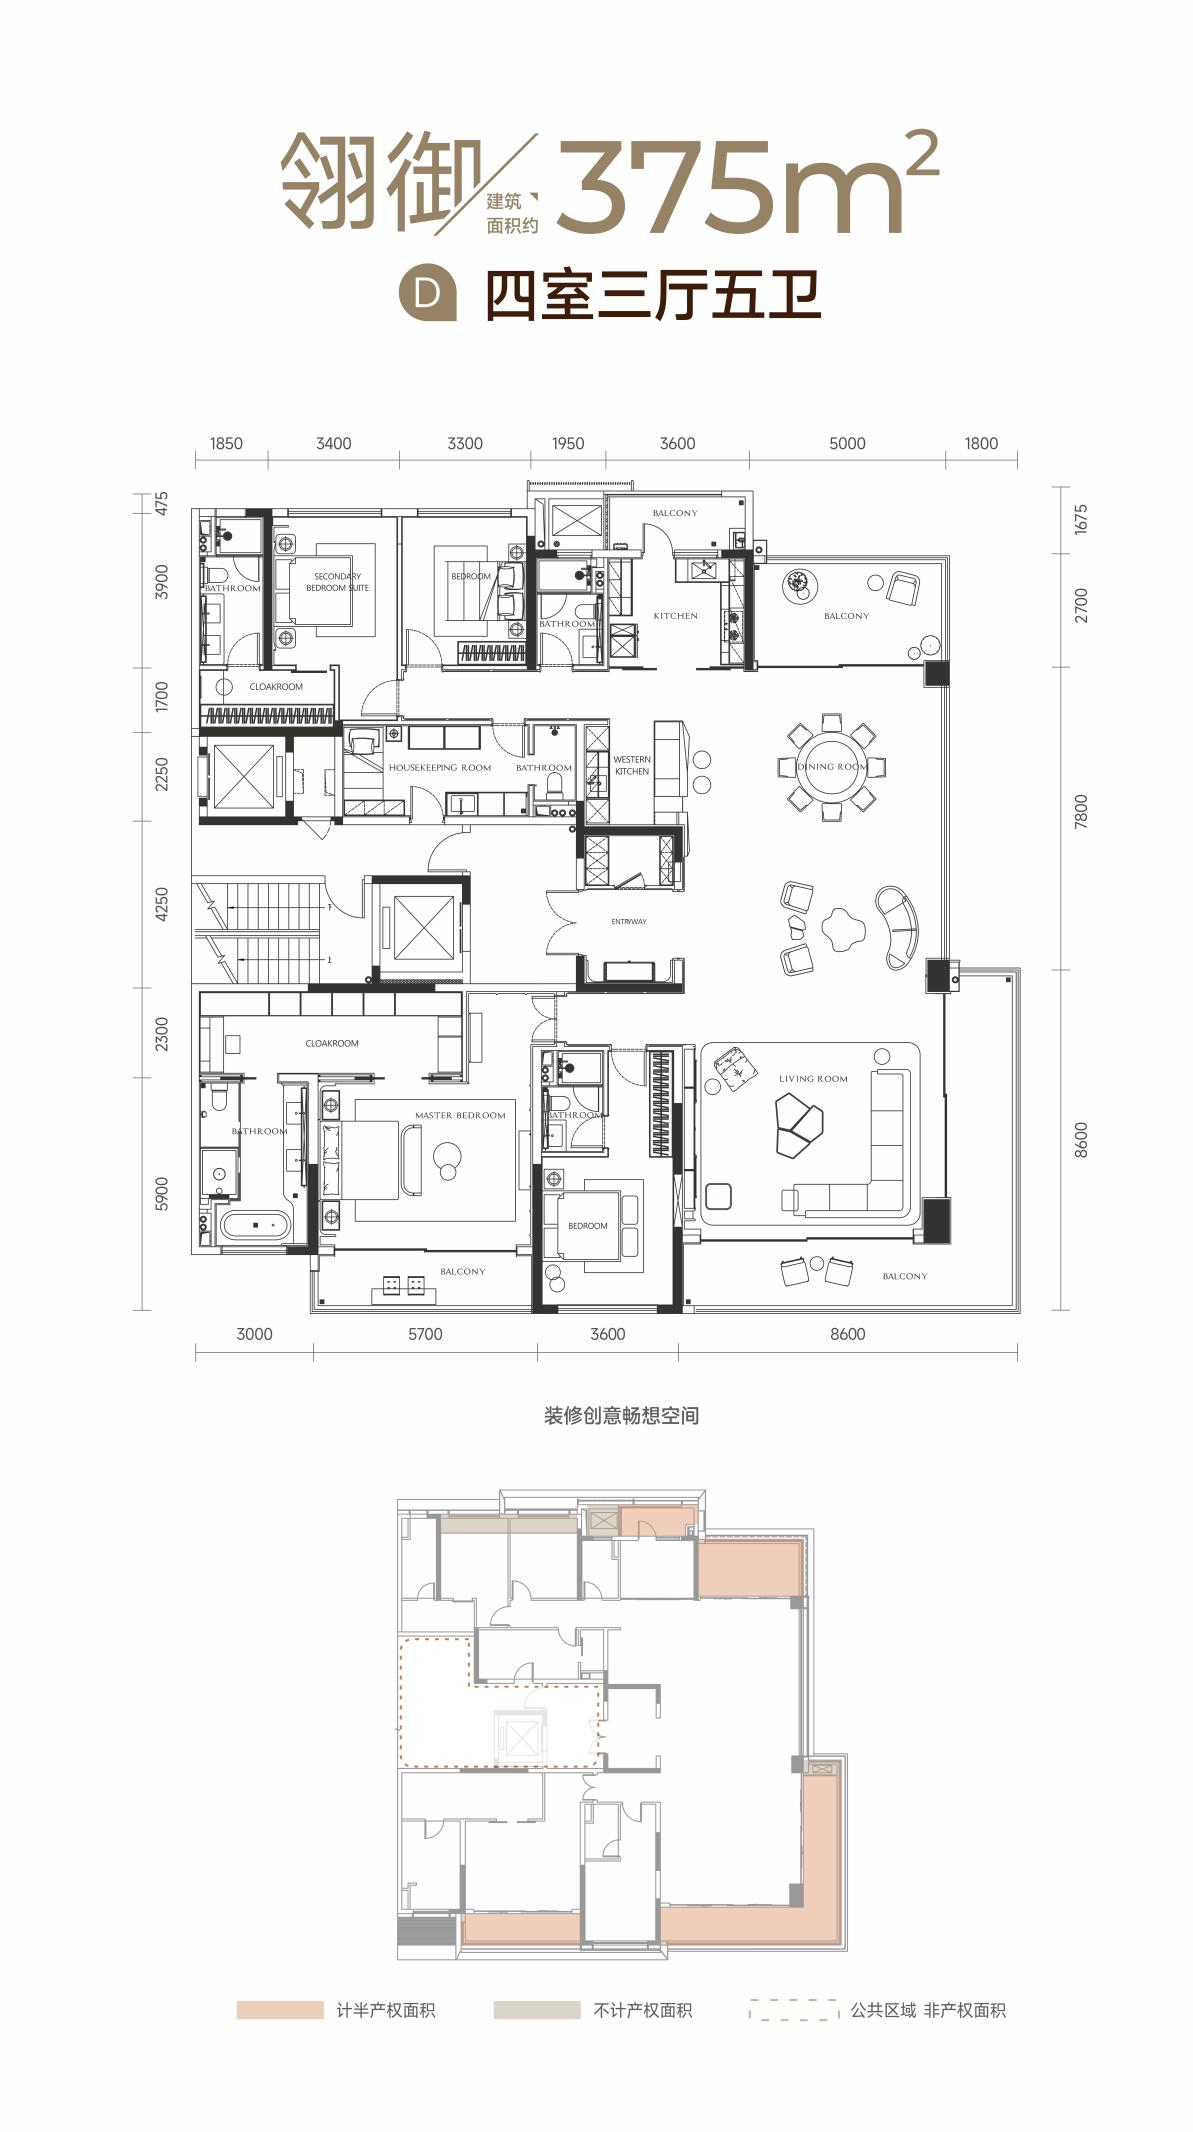 翎御
建筑
面积约
375m²
D
四室三厅五卫
1850 3400 3300 1950 3600 5000 1800
475
3900
1700
2250
4250
2300
5900
1675
2700
7800
8600
BALCONY
SECONDARY
BEDROOM SUITE
BEDROOM
BATHROOM
BATHROOM
KITCHEN
BALCONY
CLOAKROOM
HOUSEKEEPING ROOM
BATHROOM
WESTERN
KITCHEN
DINING ROOM
ENTRYWAY
CLOAKROOM
LIVING ROOM
MASTER BEDROOM
BATHROOM
BATHROOM
BEDROOM
BALCONY
BALCONY
3000 5700 3600 8600
装修创意畅想空间
计半产权面积
不计产权面积
公共区域 非产权面积